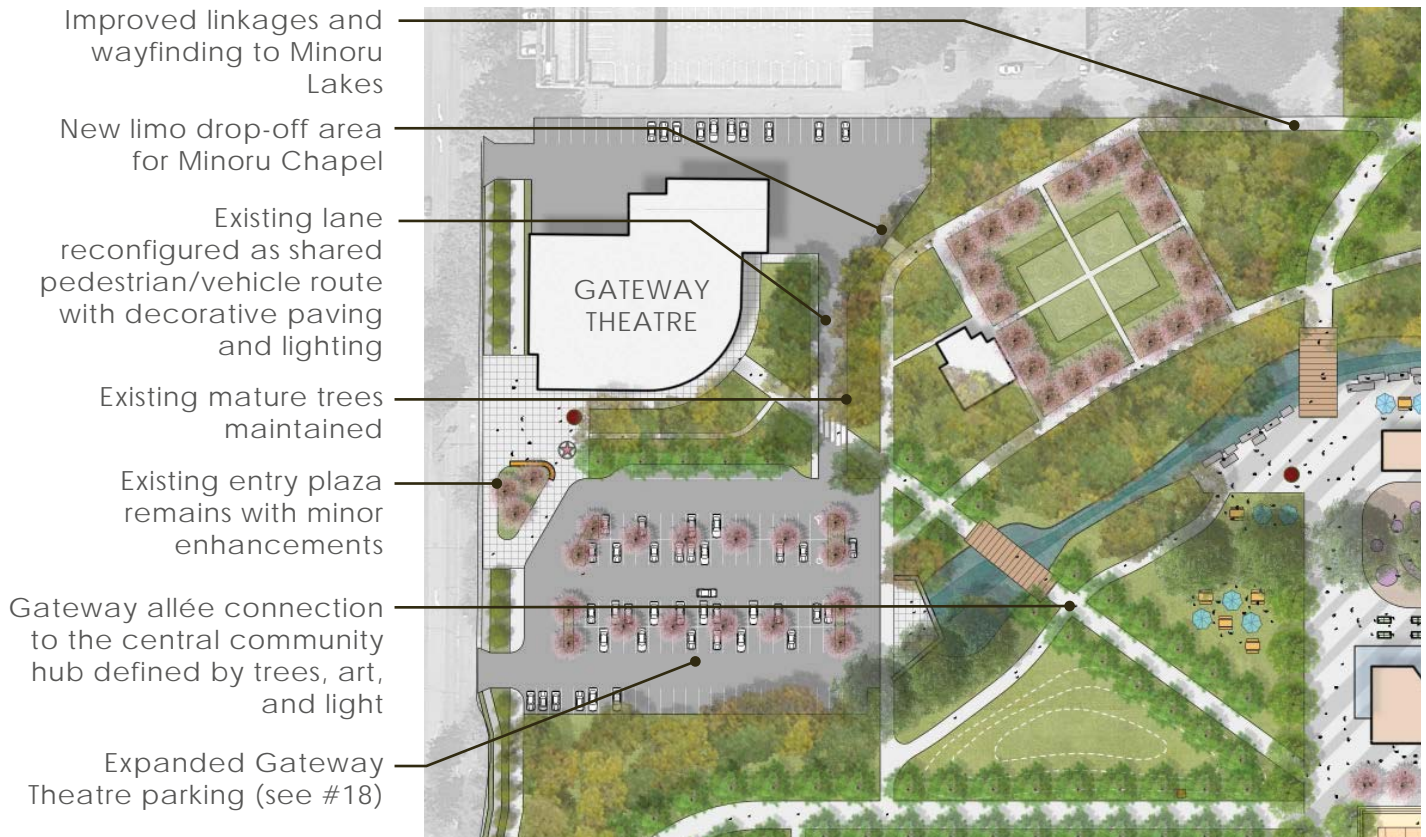 Improved linkages and
wayfinding to Minoru
Lakes
New limo drop-off area
for Minoru Chapel
Existing lane
reconfigured as shared
pedestrian/vehicle route
with decorative paving
and lighting
Existing mature trees
maintained
Existing entry plaza
remains with minor
enhancements
Gateway allée connection
to the central community
hub defined by trees, art,
and light
Expanded Gateway
Theatre parking (see #18)
GATEWAY
THEATRE